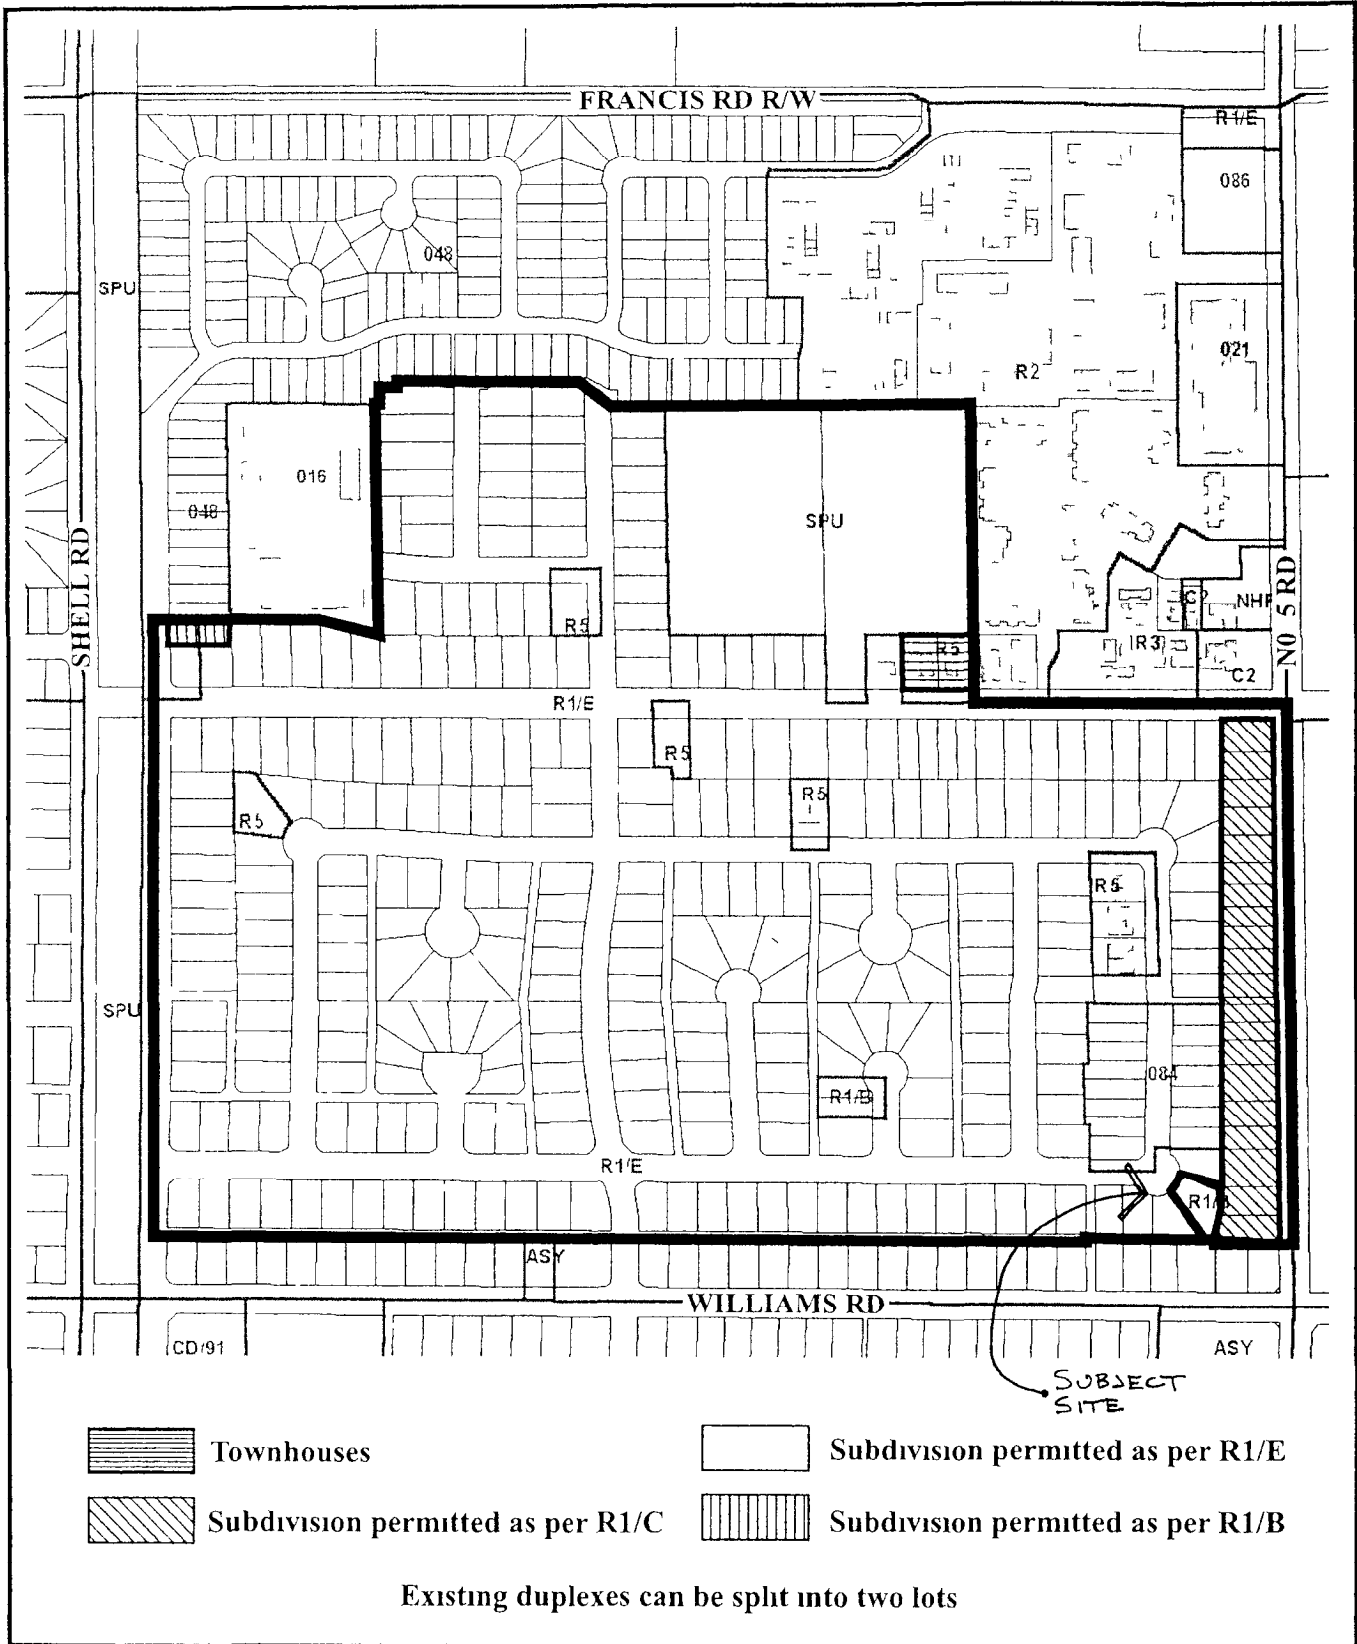 FRANCIS RD R/W
R1/E
086
048
SPU
021
R2
016
SPU
048
SHELL RD
NO 5 RD
C2
NHF
R5
R5
R3
C2
R1/E
R5
R5
R5
R5
SPU
084
R1/B
R1/E
R1/
ASY
WILLIAMS RD
CD/91
ASY
SUBJECT
SITE
Townhouses
Subdivision permitted as per R1/E
Subdivision permitted as per R1/C
Subdivision permitted as per R1/B
Existing duplexes can be split into two lots